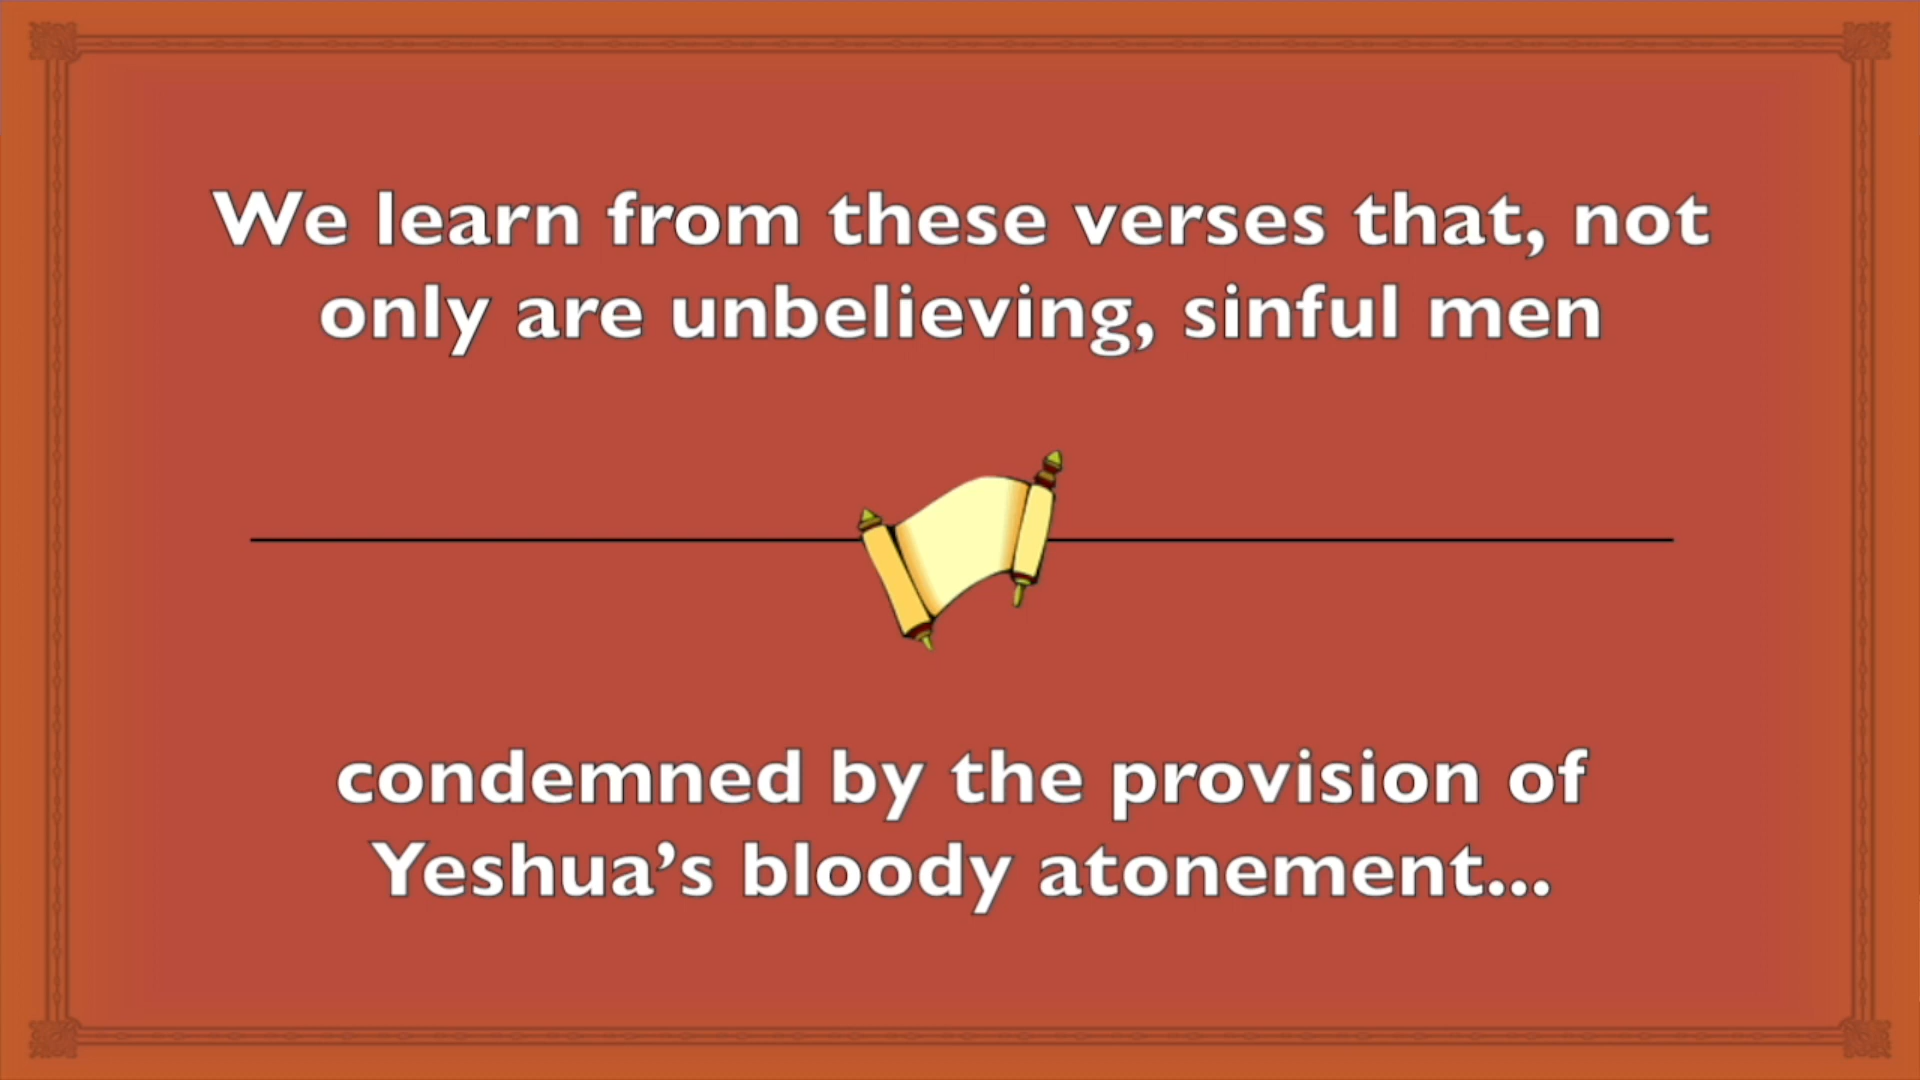 We learn from these verses that, not
only are unbelieving, sinful men
condemned by the provision of
Yeshua’s bloody atonement...